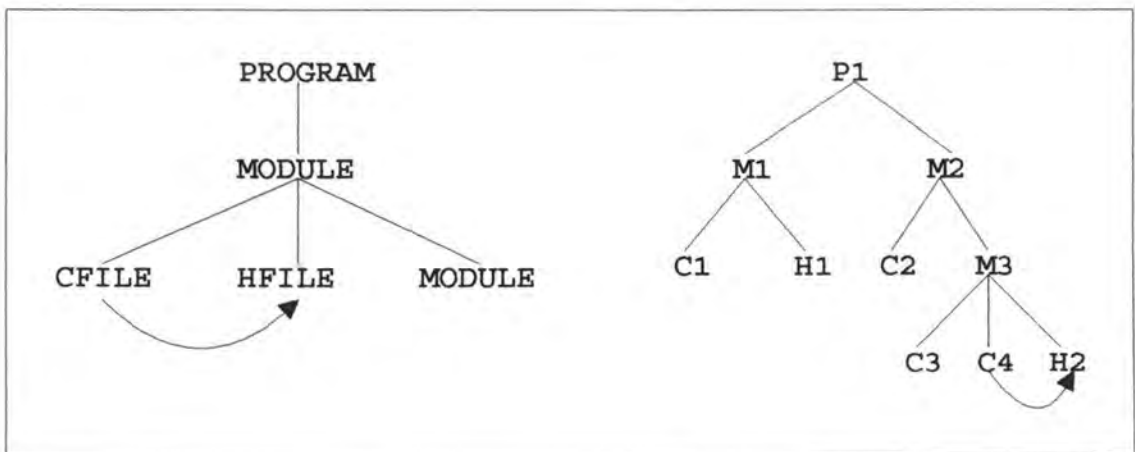 PROGRAM
MODULE
CFILE HFILE MODULE
P1
M1 M2
C1 H1 C2 M3
C3 C4 H2